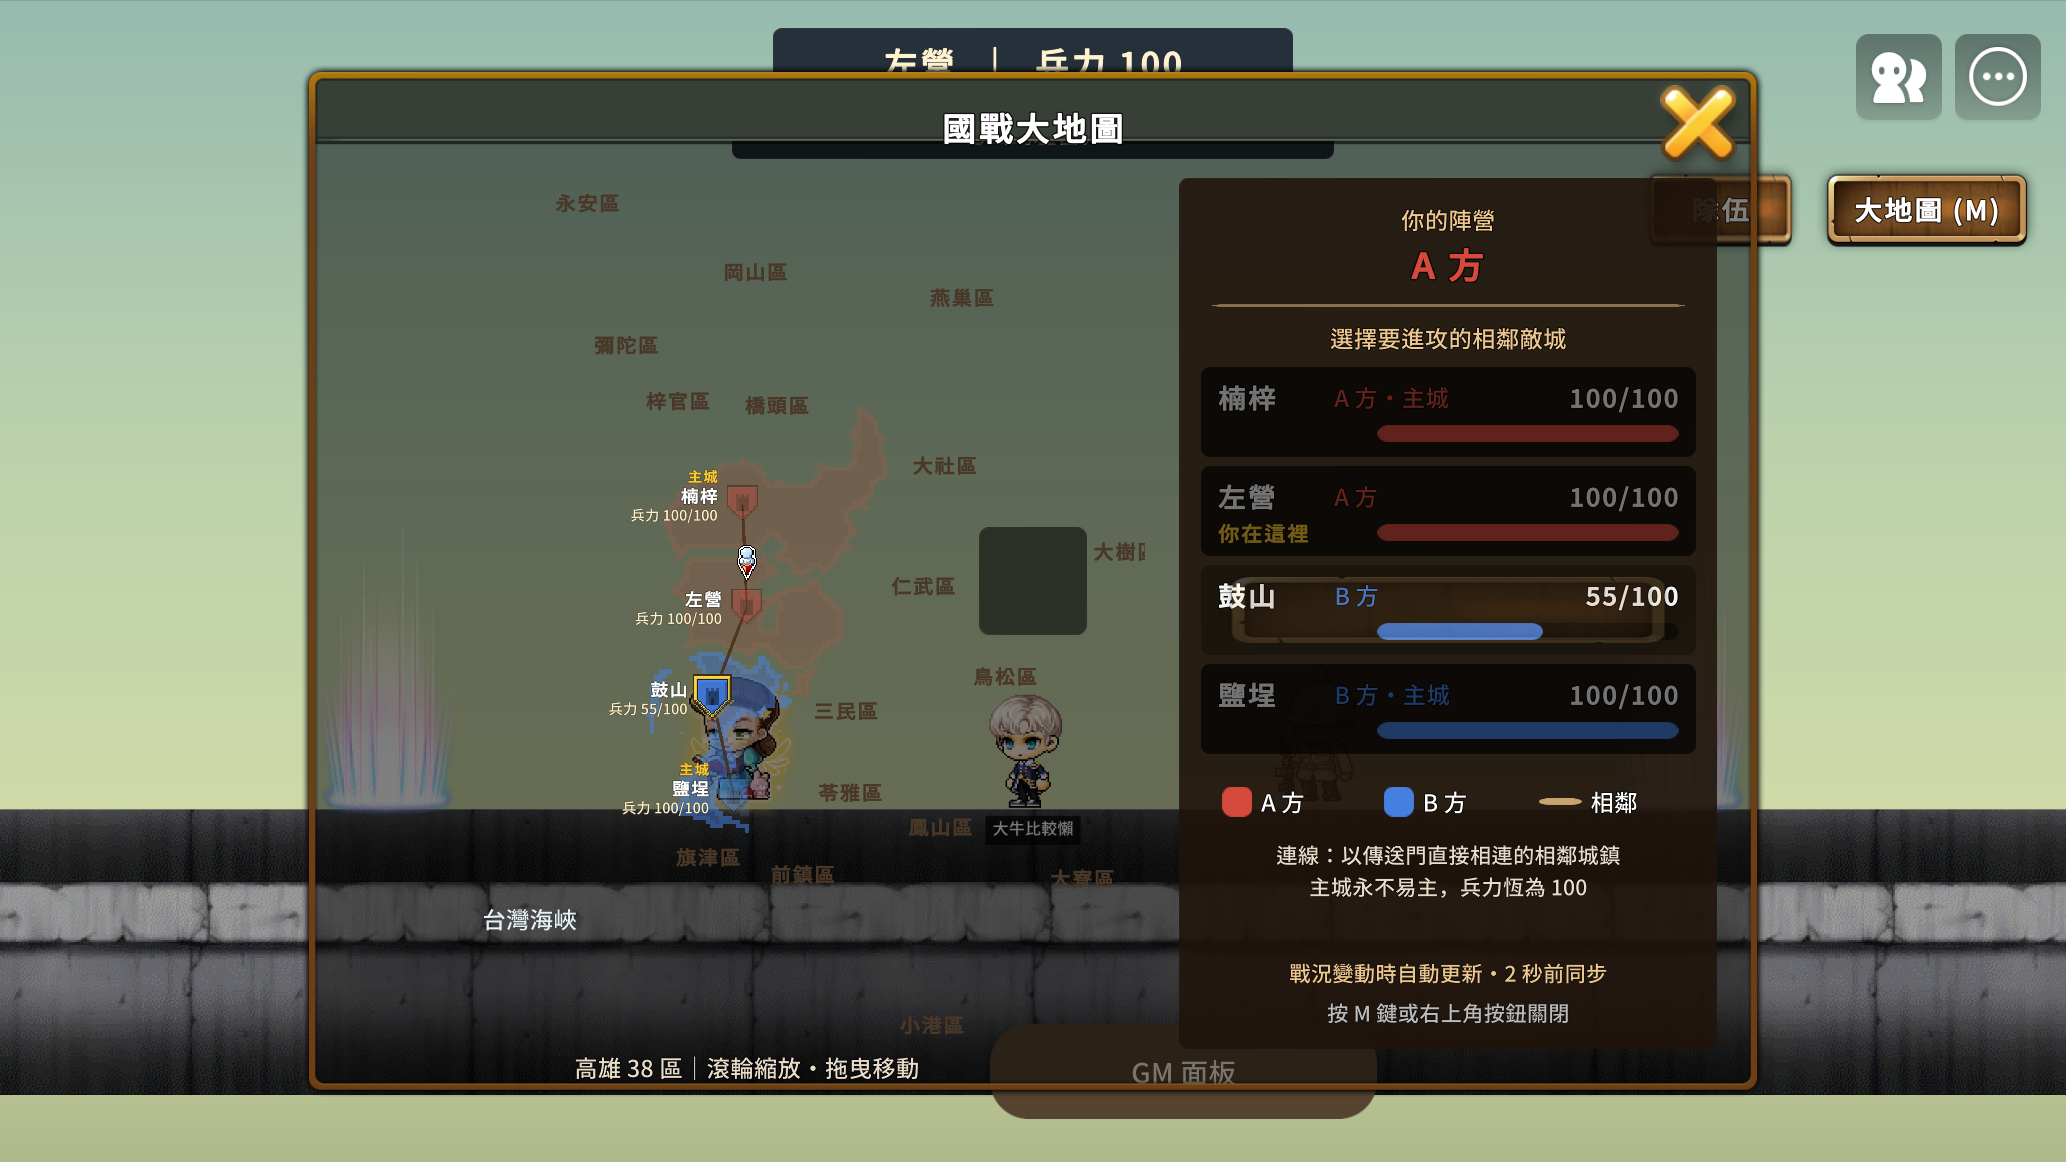 左營 | 兵力 100
國戰大地圖
隊伍
大地圖 (M)
永安區
岡山區
燕巢區
彌陀區
梓官區
橋頭區
大社區
主城
楠梓
兵力 100/100
大樹
仁武區
左營
兵力 100/100
鳥松區
鼓山
兵力 55/100
三民區
主城
鹽埕
兵力 100/100
苓雅區
鳳山區
大牛比較懶
旗津區
前鎮區
大寮區
台灣海峽
小港區
高雄 38 區｜滾輪縮放・拖曳移動
GM 面板
你的陣營
A 方
選擇要進攻的相鄰敵城
楠梓 A 方・主城 100/100
左營 A 方 100/100
你在這裡
鼓山 B 方 55/100
鹽埕 B 方・主城 100/100
A 方 B 方 相鄰
連線：以傳送門直接相連的相鄰城鎮
主城永不易主，兵力恆為 100
戰況變動時自動更新・2 秒前同步
按 M 鍵或右上角按鈕關閉